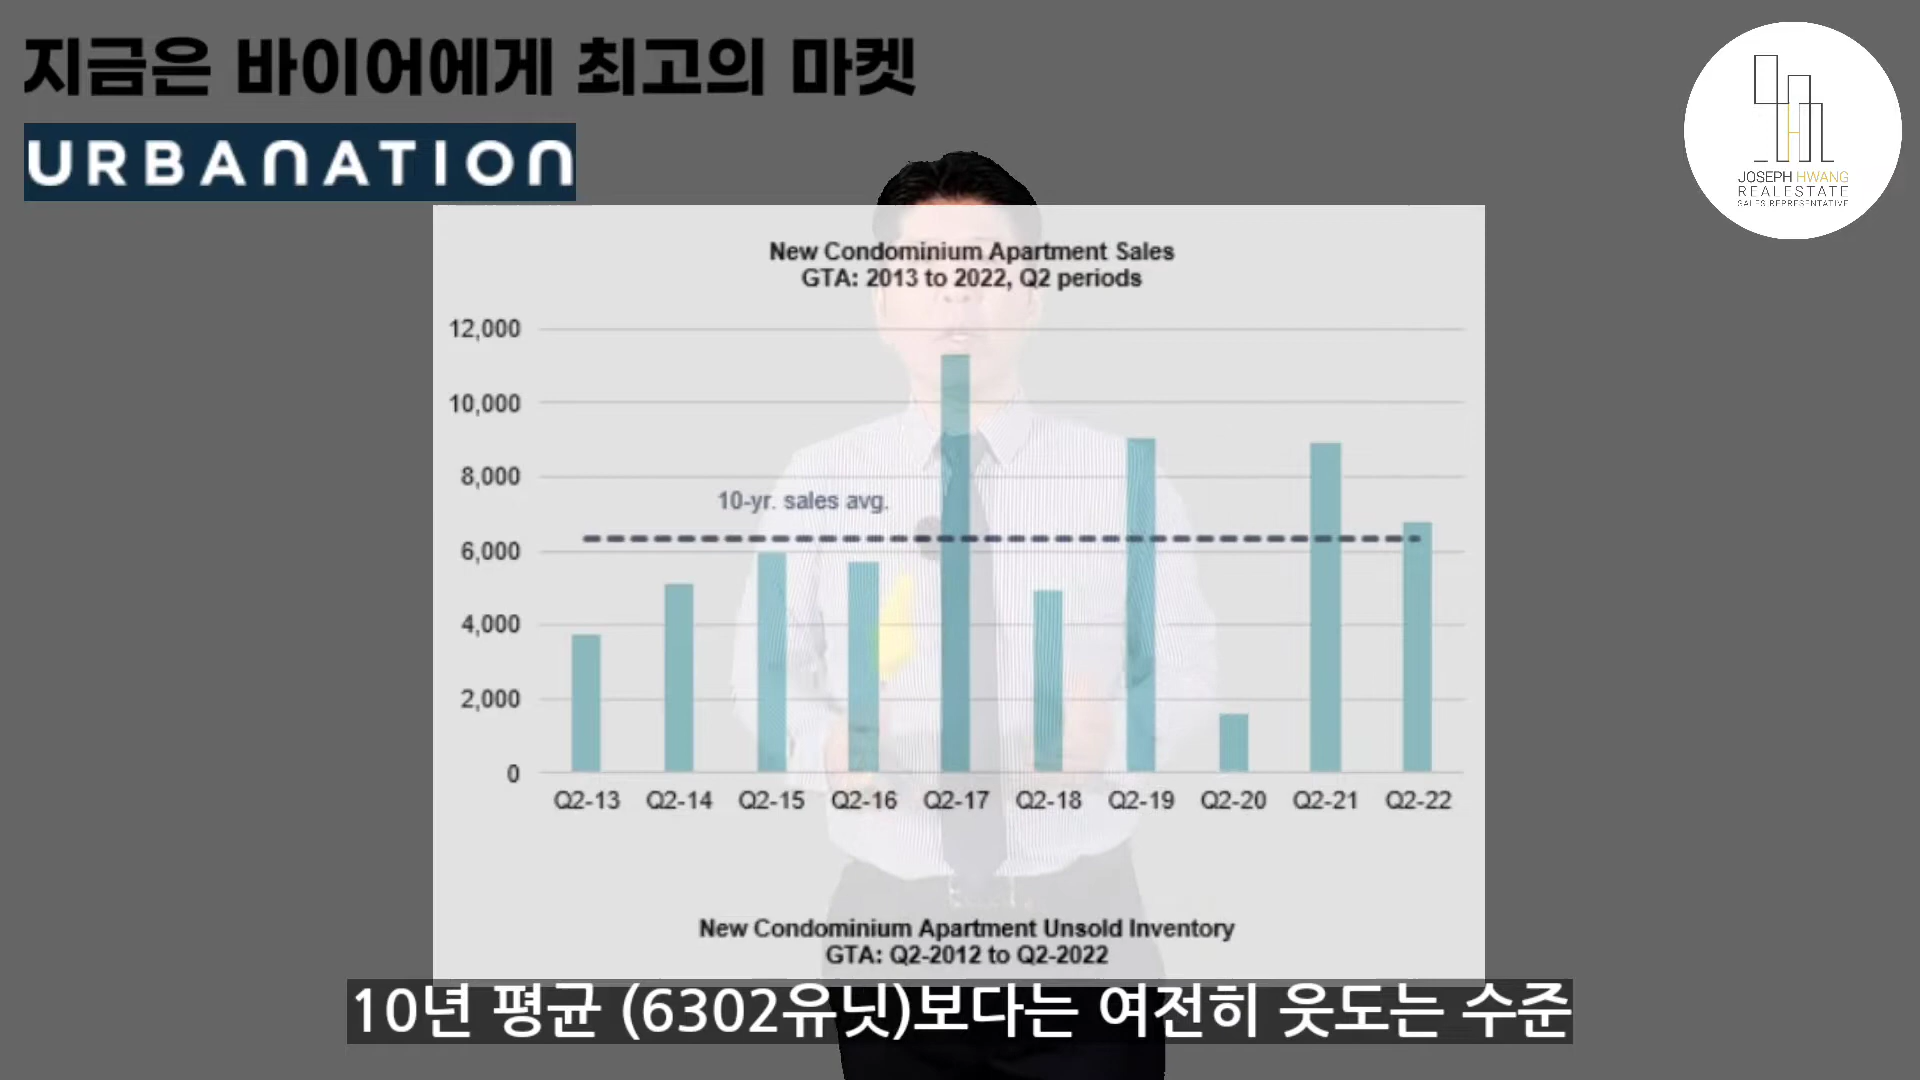 지금은 바이어에게 최고의 마켓
URBANATION
JOSEPH HWANG
REALESTATE
SALES REPRESENTATIVE
New Condominium Apartment Sales
GTA: 2013 to 2022, Q2 periods
12,000
10,000
8,000
10-yr. sales avg.
6,000
4,000
2,000
0
Q2-13 Q2-14 Q2-15 Q2-16 Q2-17 Q2-18 Q2-19 Q2-20 Q2-21 Q2-22
New Condominium Apartment Unsold Inventory
GTA: Q2-2012 to Q2-2022
10년 평균 (6302유닛)보다는 여전히 웃도는 수준